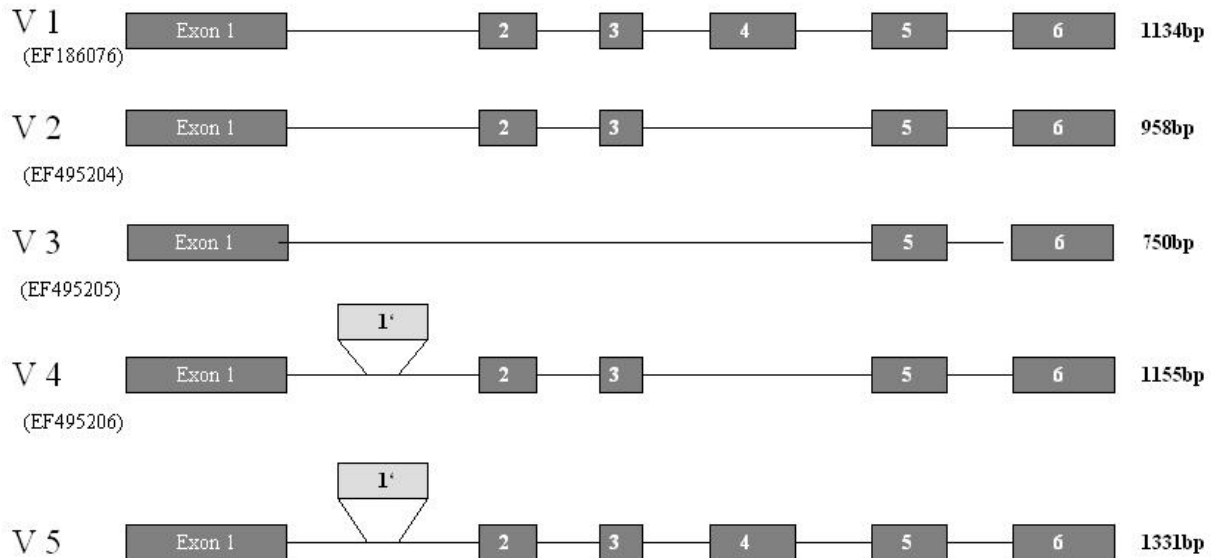 V 1 Exon 1 2 3 4 5 6 1134bp
(EF186076)
V 2 Exon 1 2 3 5 6 958bp
(EF495204)
V 3 Exon 1 5 6 750bp
(EF495205)
1‘
V 4 Exon 1 2 3 5 6 1155bp
(EF495206)
1‘
V 5 Exon 1 2 3 4 5 6 1331bp